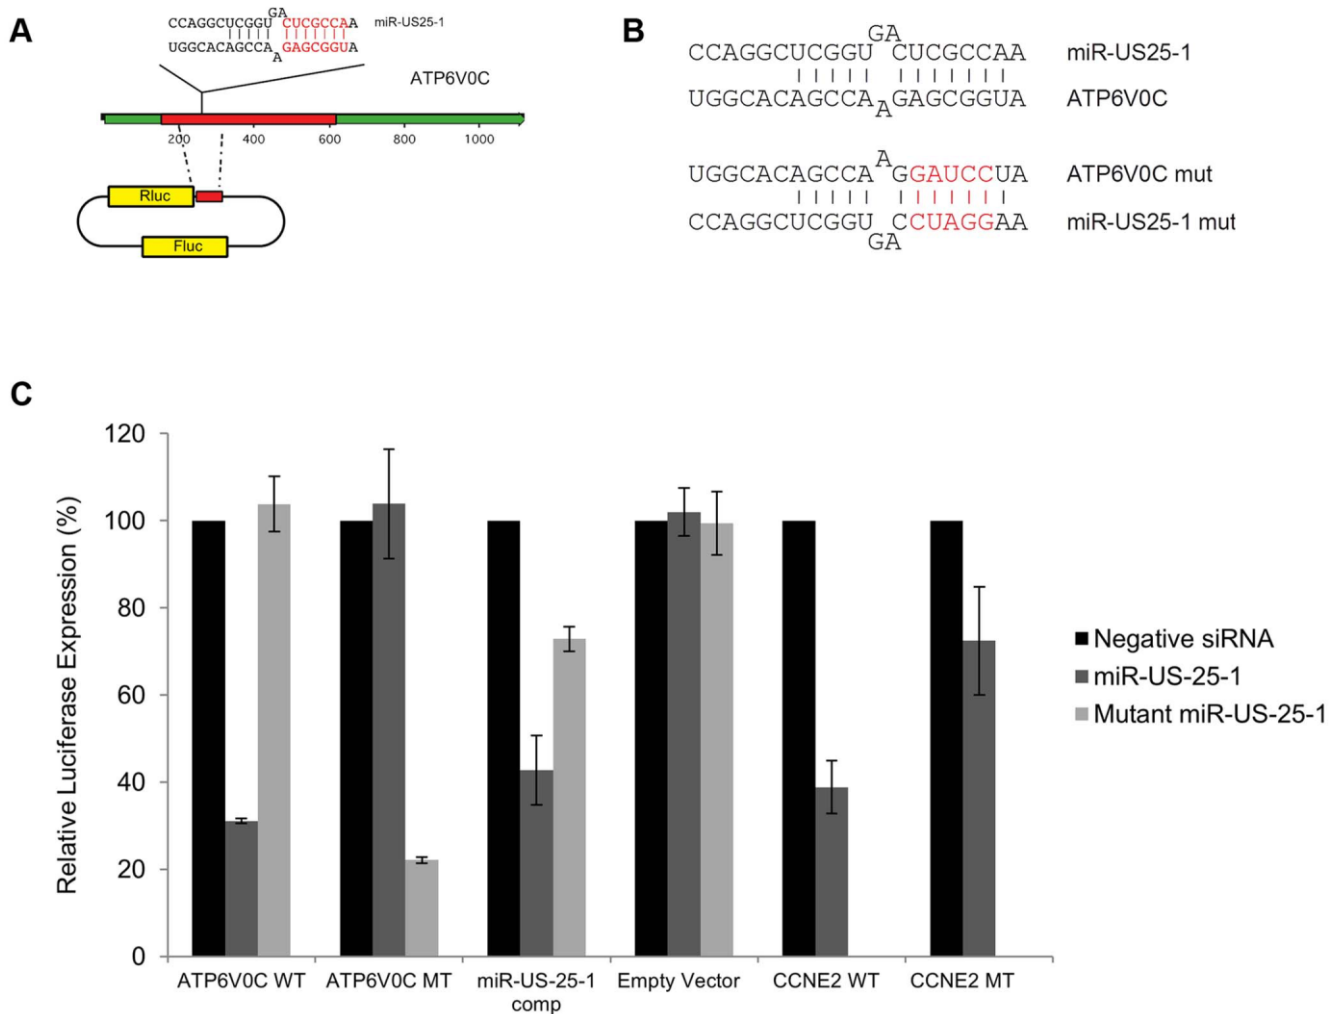 A
GA
CCAGGCUCGGU CUCGCCAA miR-US25-1
UGGCACAGCCA GAGCGGUA
A
ATP6V0C
200 400 600 800 1000
Rluc
Fluc
B
GA
CCAGGCUCGGU CUCGCCAA miR-US25-1
UGGCACAGCCA GAGCGGUA ATP6V0C
A
A
UGGCACAGCCA GGAUCCUA ATP6V0C mut
CCAGGCUCGGU CCUAGGAA miR-US25-1 mut
GA
C
Relative Luciferase Expression (%)
120
100
80
60
40
20
0
ATP6V0C WT ATP6V0C MT miR-US-25-1 comp Empty Vector CCNE2 WT CCNE2 MT
Negative siRNA
miR-US-25-1
Mutant miR-US-25-1